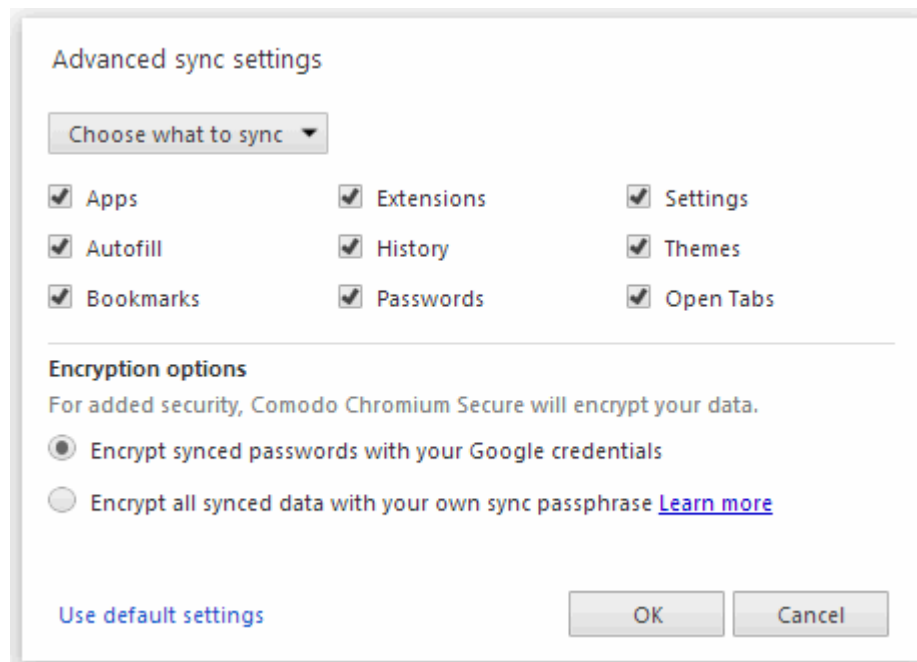 Advanced sync settings
Choose what to sync
Apps Extensions Settings
Autofill History Themes
Bookmarks Passwords Open Tabs
Encryption options
For added security, Comodo Chromium Secure will encrypt your data.
Encrypt synced passwords with your Google credentials
Encrypt all synced data with your own sync passphrase Learn more
Use default settings OK Cancel